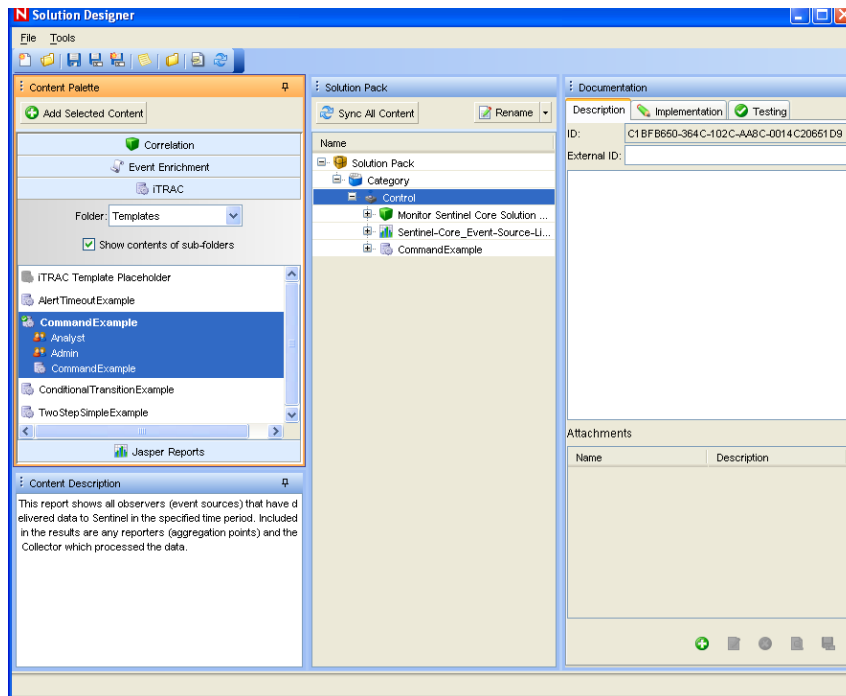 Solution Designer
File Tools
Content Palette
Add Selected Content
Correlation
Event Enrichment
iTRAC
Folder: Templates
Show contents of sub-folders
iTRAC Template Placeholder
AlertTimeoutExample
CommandExample
Analyst
Admin
CommandExample
ConditionalTransitionExample
TwoStepSimpleExample
Jasper Reports
Content Description
This report shows all observers (event sources) that have d
elivered data to Sentinel in the specified time period. Included
in the results are any reporters (aggregation points) and the
Collector which processed the data.
Solution Pack
Sync All Content Rename
Name
Solution Pack
Category
Control
Monitor Sentinel Core Solution ...
Sentinel-Core_Event-Source-Li...
CommandExample
Documentation
Description Implementation Testing
ID: C1BFB650-364C-102C-AA8C-0014C20651D9
External ID:
Attachments
Name Description